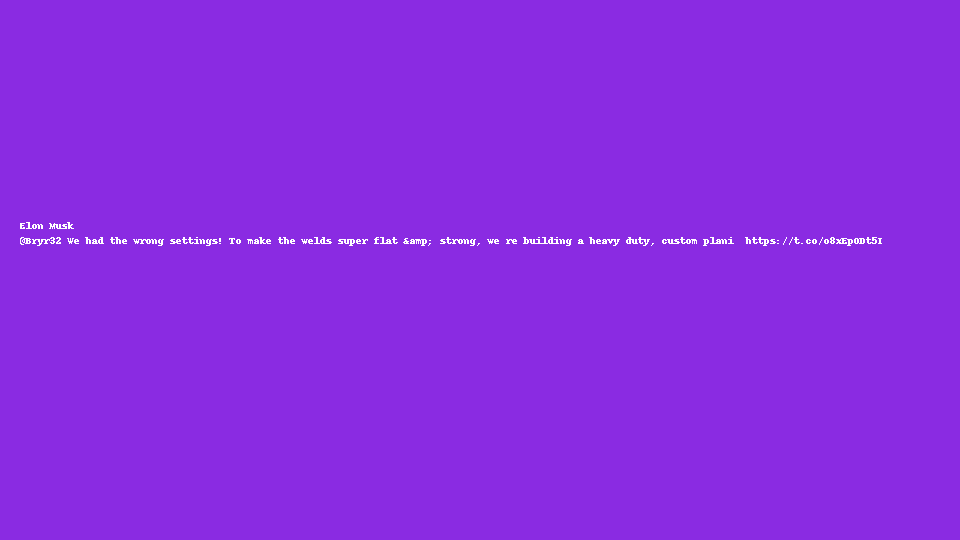 Elon Musk
@Bryr32 We had the wrong settings! To make the welds super flat &amp; strong, we re building a heavy duty, custom plani  https://t.co/o8xEp0Dt5I